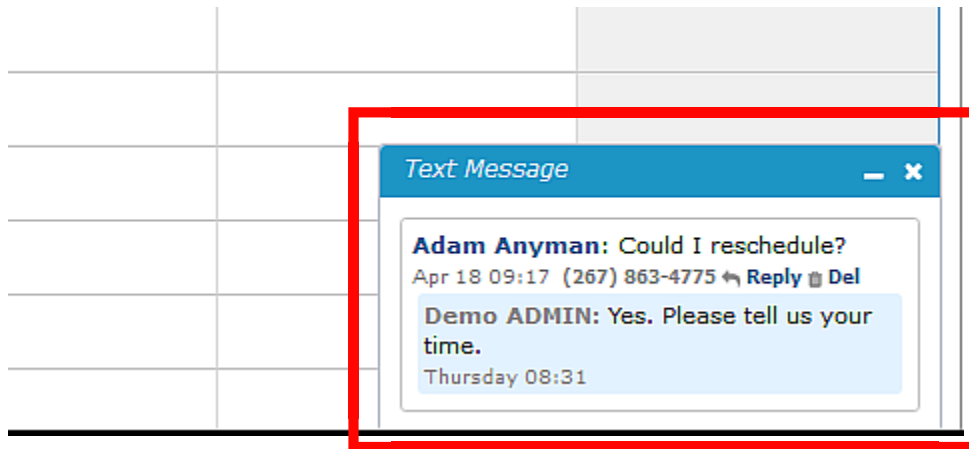 Text Message
Adam Anyman: Could I reschedule?
Apr 18 09:17 (267) 863-4775 Reply Del
Demo ADMIN: Yes. Please tell us your
time.
Thursday 08:31